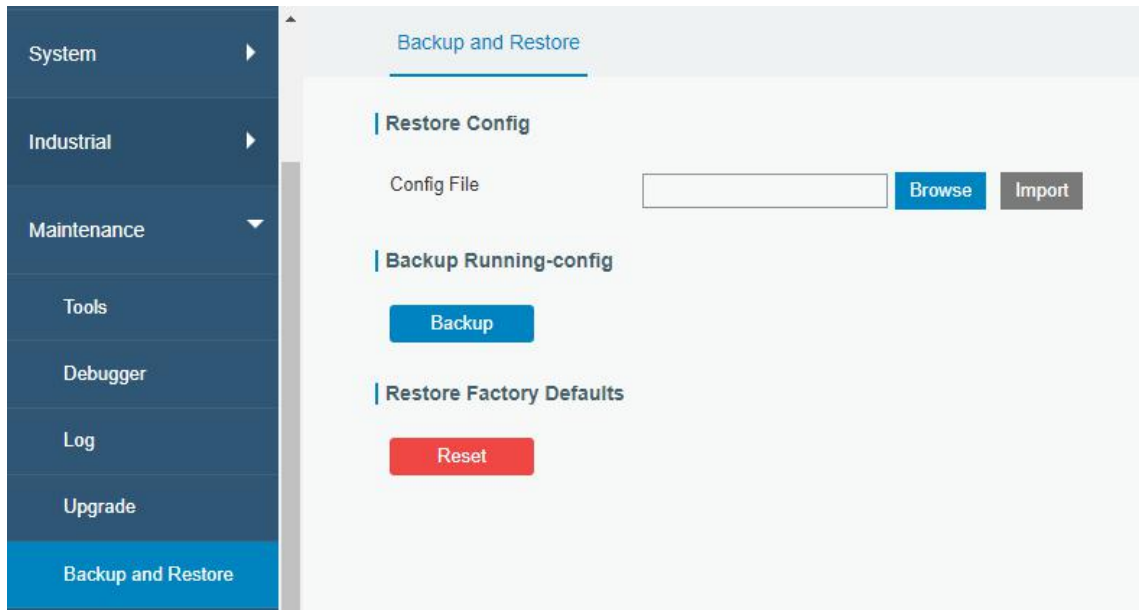 System
Industrial
Maintenance
Tools
Debugger
Log
Upgrade
Backup and Restore
Backup and Restore
Restore Config
Config File
Browse
Import
Backup Running-config
Backup
Restore Factory Defaults
Reset